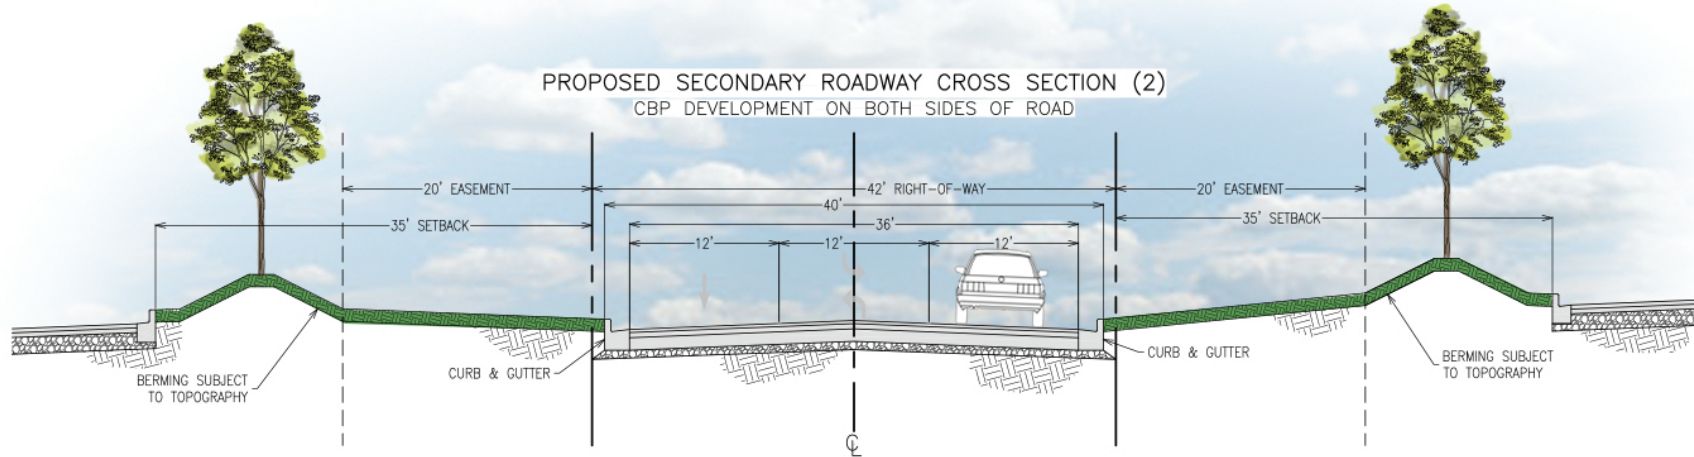 PROPOSED SECONDARY ROADWAY CROSS SECTION (2)
CBP DEVELOPMENT ON BOTH SIDES OF ROAD
20' EASEMENT
42' RIGHT-OF-WAY
20' EASEMENT
40'
35' SETBACK
36'
35' SETBACK
12'
12'
12'
BERMING SUBJECT
TO TOPOGRAPHY
CURB & GUTTER
CURB & GUTTER
BERMING SUBJECT
TO TOPOGRAPHY
℄